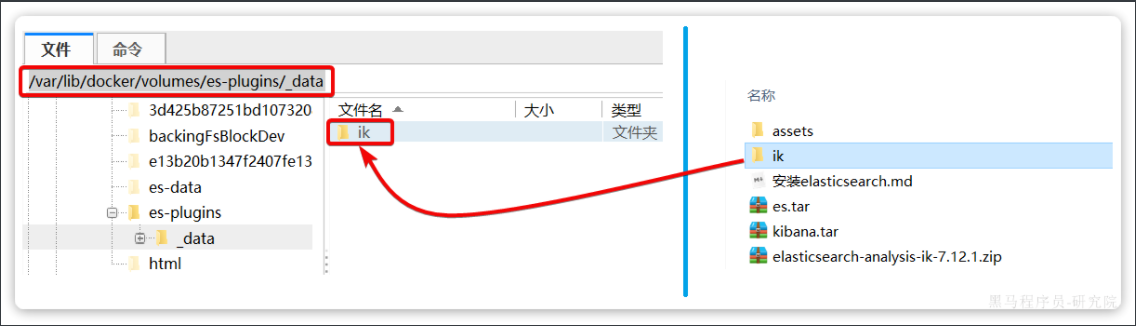 文件 命令
/var/lib/docker/volumes/es-plugins/_data
3d425b87251bd107320
backingFsBlockDev
e13b20b1347f2407fe13
es-data
es-plugins
_data
html
文件名 大小 类型
ik 文件夹
名称
assets
ik
安装elasticsearch.md
es.tar
kibana.tar
elasticsearch-analysis-ik-7.12.1.zip
黑马程序员-研究院